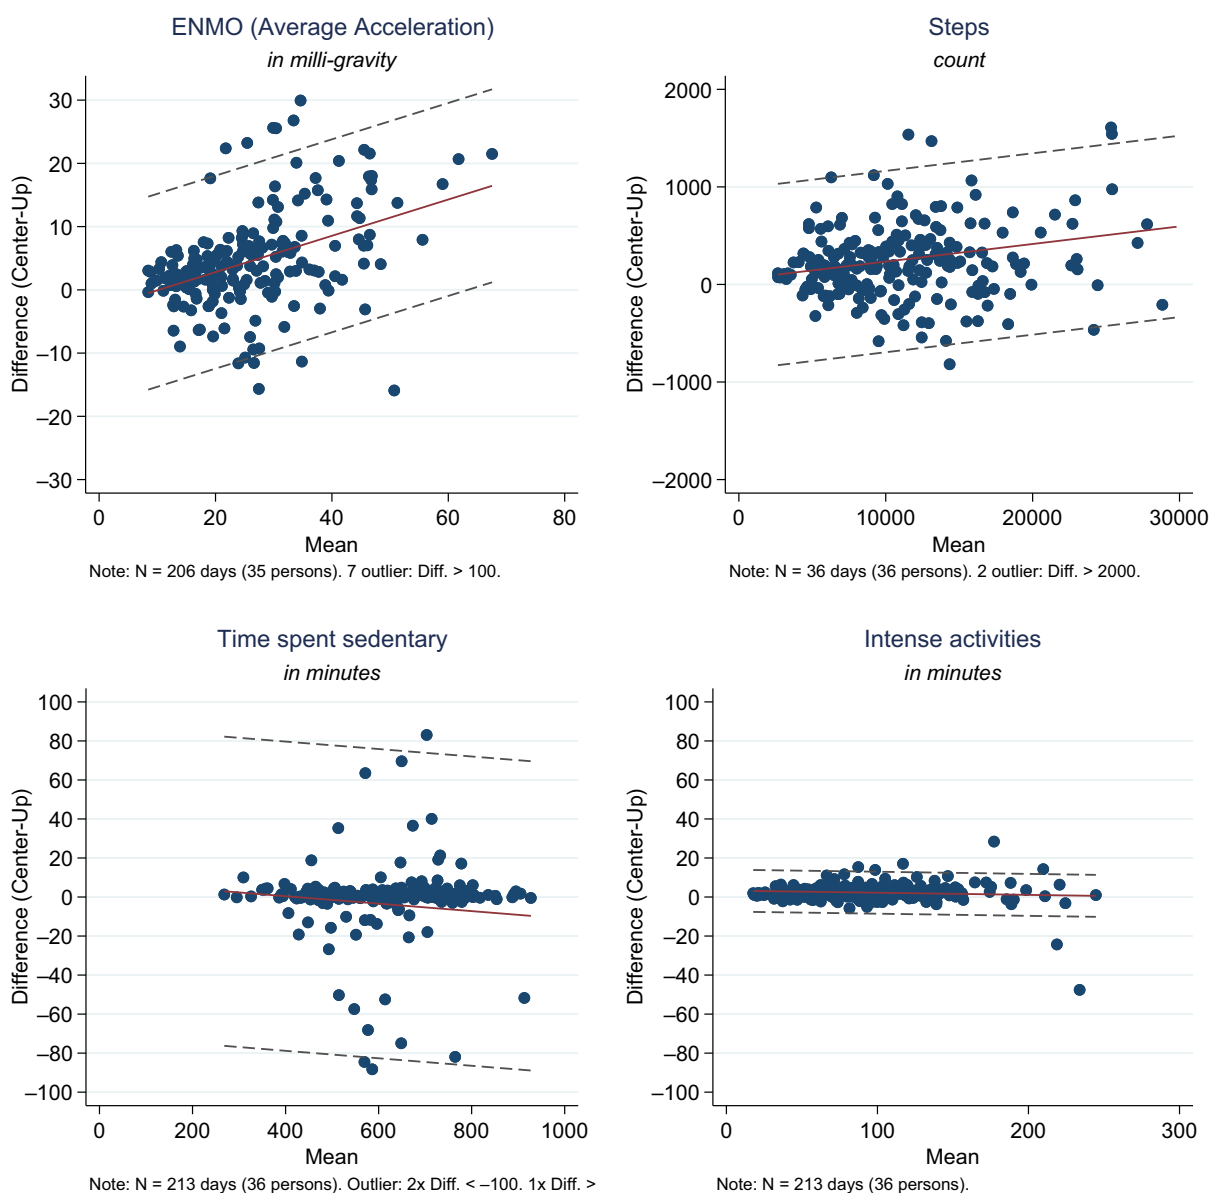 ENMO (Average Acceleration)
in milli-gravity
Difference (Center-Up)
30
20
10
0
–10
–20
–30
0 20 40 60 80
Mean
Note: N = 206 days (35 persons). 7 outlier: Diff. > 100.
Steps
count
Difference (Center-Up)
2000
1000
0
–1000
–2000
0 10000 20000 30000
Mean
Note: N = 36 days (36 persons). 2 outlier: Diff. > 2000.
Time spent sedentary
in minutes
Difference (Center-Up)
100
80
60
40
20
0
–20
–40
–60
–80
–100
0 200 400 600 800 1000
Mean
Note: N = 213 days (36 persons). Outlier: 2x Diff. < –100. 1x Diff. >
Intense activities
in minutes
Difference (Center-Up)
100
80
60
40
20
0
–20
–40
–60
–80
–100
0 100 200 300
Mean
Note: N = 213 days (36 persons).